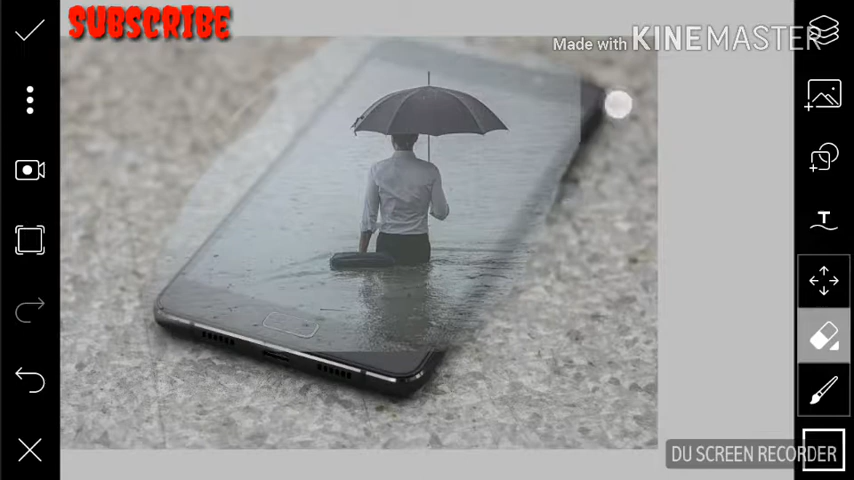 SUBSCRIBE
Made with KINEMASTER
T
DU SCREEN RECORDER